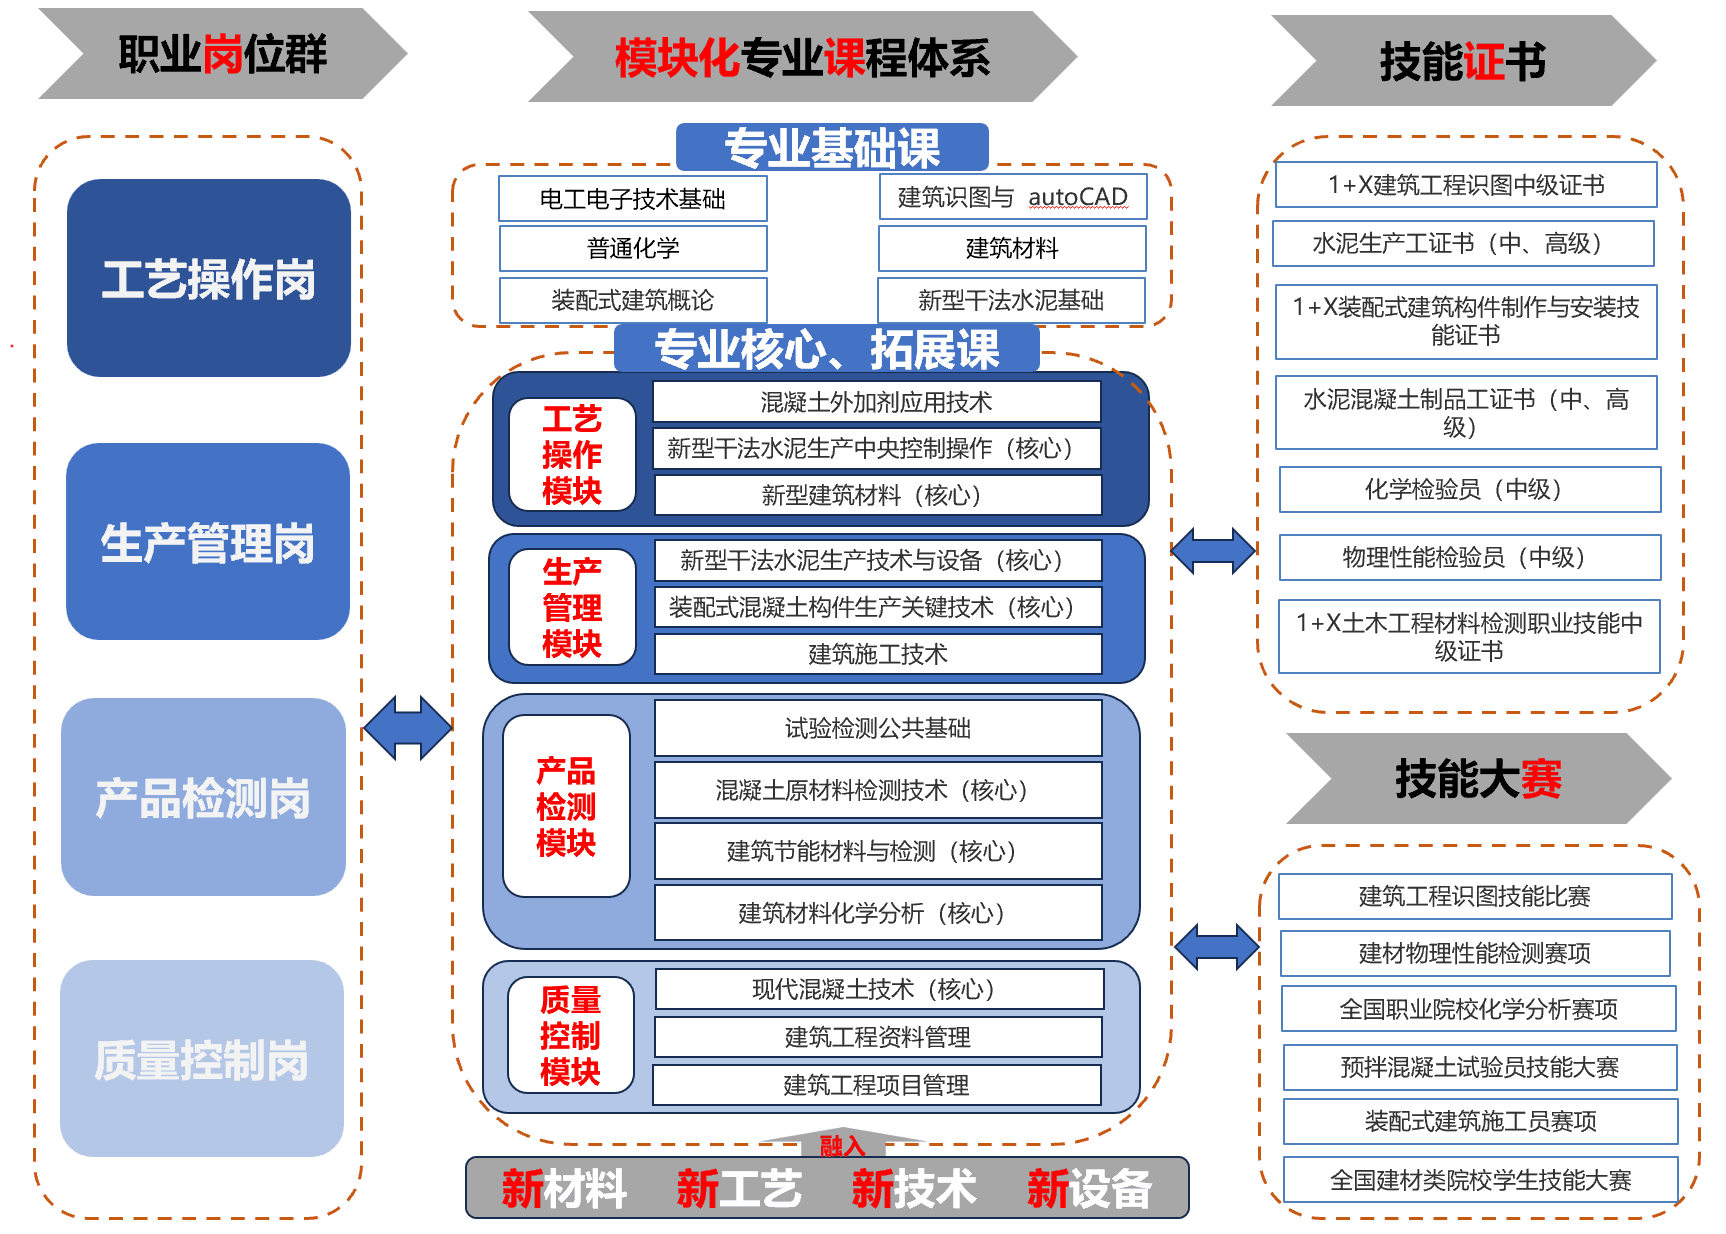 职业岗位群
工艺操作岗
生产管理岗
产品检测岗
质量控制岗
模块化专业课程体系
专业基础课
电工电子技术基础
建筑识图与 autoCAD
普通化学
建筑材料
装配式建筑概论
新型干法水泥基础
专业核心、拓展课
工艺
操作
模块
混凝土外加剂应用技术
新型干法水泥生产中央控制操作（核心）
新型建筑材料（核心）
生产
管理
模块
新型干法水泥生产技术与设备（核心）
装配式混凝土构件生产关键技术（核心）
建筑施工技术
产品
检测
模块
试验检测公共基础
混凝土原材料检测技术（核心）
建筑节能材料与检测（核心）
建筑材料化学分析（核心）
质量
控制
模块
现代混凝土技术（核心）
建筑工程资料管理
建筑工程项目管理
融入
新材料 新工艺 新技术 新设备
技能证书
1+X建筑工程识图中级证书
水泥生产工证书（中、高级）
1+X装配式建筑构件制作与安装技
能证书
水泥混凝土制品工证书（中、高
级）
化学检验员（中级）
物理性能检验员（中级）
1+X土木工程材料检测职业技能中
级证书
技能大赛
建筑工程识图技能比赛
建材物理性能检测赛项
全国职业院校化学分析赛项
预拌混凝土试验员技能大赛
装配式建筑施工员赛项
全国建材类院校学生技能大赛